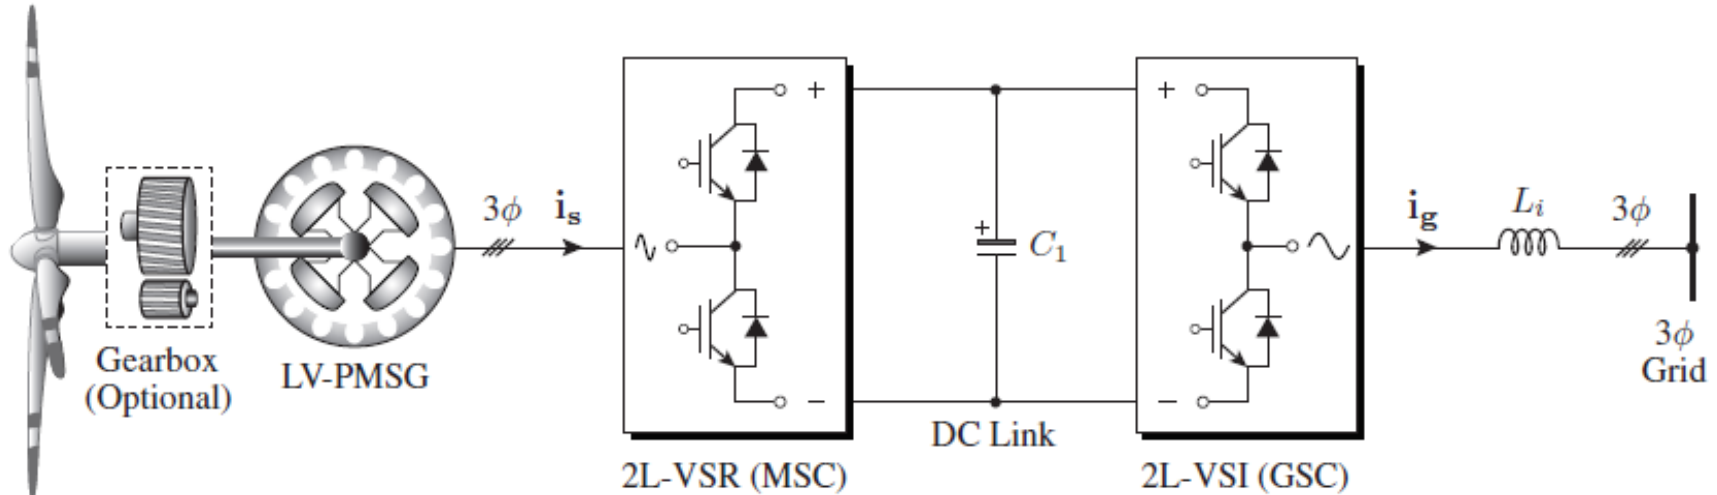 Gearbox
(Optional)
LV-PMSG
3ϕ
i_s
+
−
2L-VSR (MSC)
+
C_1
DC Link
+
−
2L-VSI (GSC)
i_g
L_i
3ϕ
3ϕ
Grid